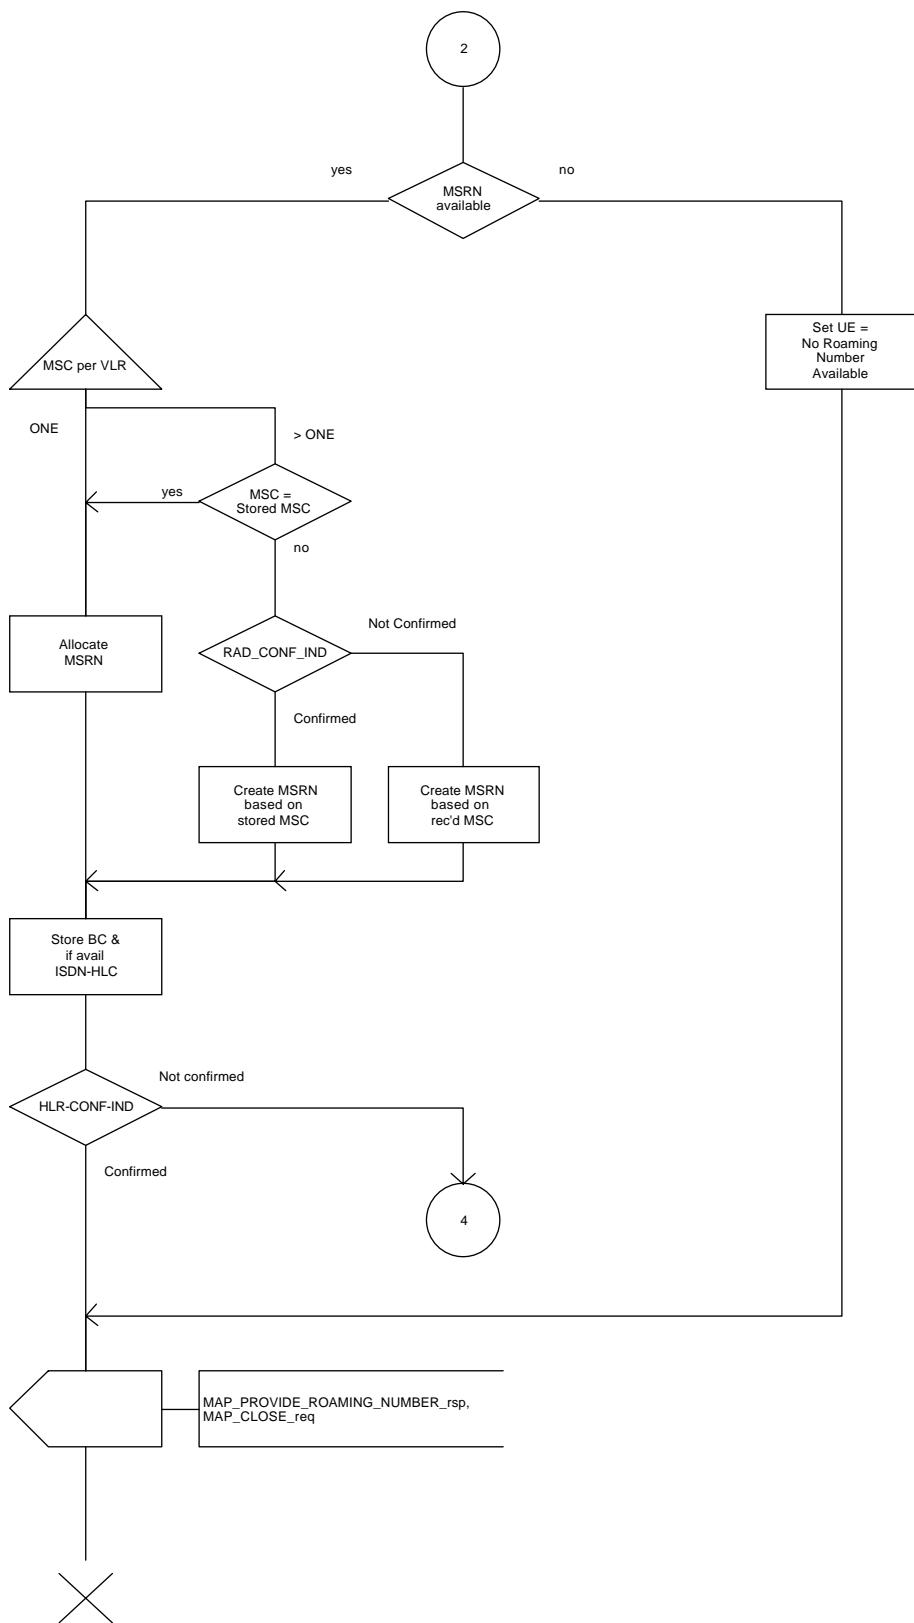 2
yes
no
MSRN
available
MSC per VLR
Set UE =
No Roaming
Number
Available
ONE
> ONE
yes
MSC =
Stored MSC
no
Allocate
MSRN
Not Confirmed
RAD_CONF_IND
Confirmed
Create MSRN
based on
stored MSC
Create MSRN
based on
rec'd MSC
Store BC &
if avail
ISDN-HLC
Not confirmed
HLR-CONF-IND
Confirmed
4
MAP_PROVIDE_ROAMING_NUMBER_rsp,
MAP_CLOSE_req